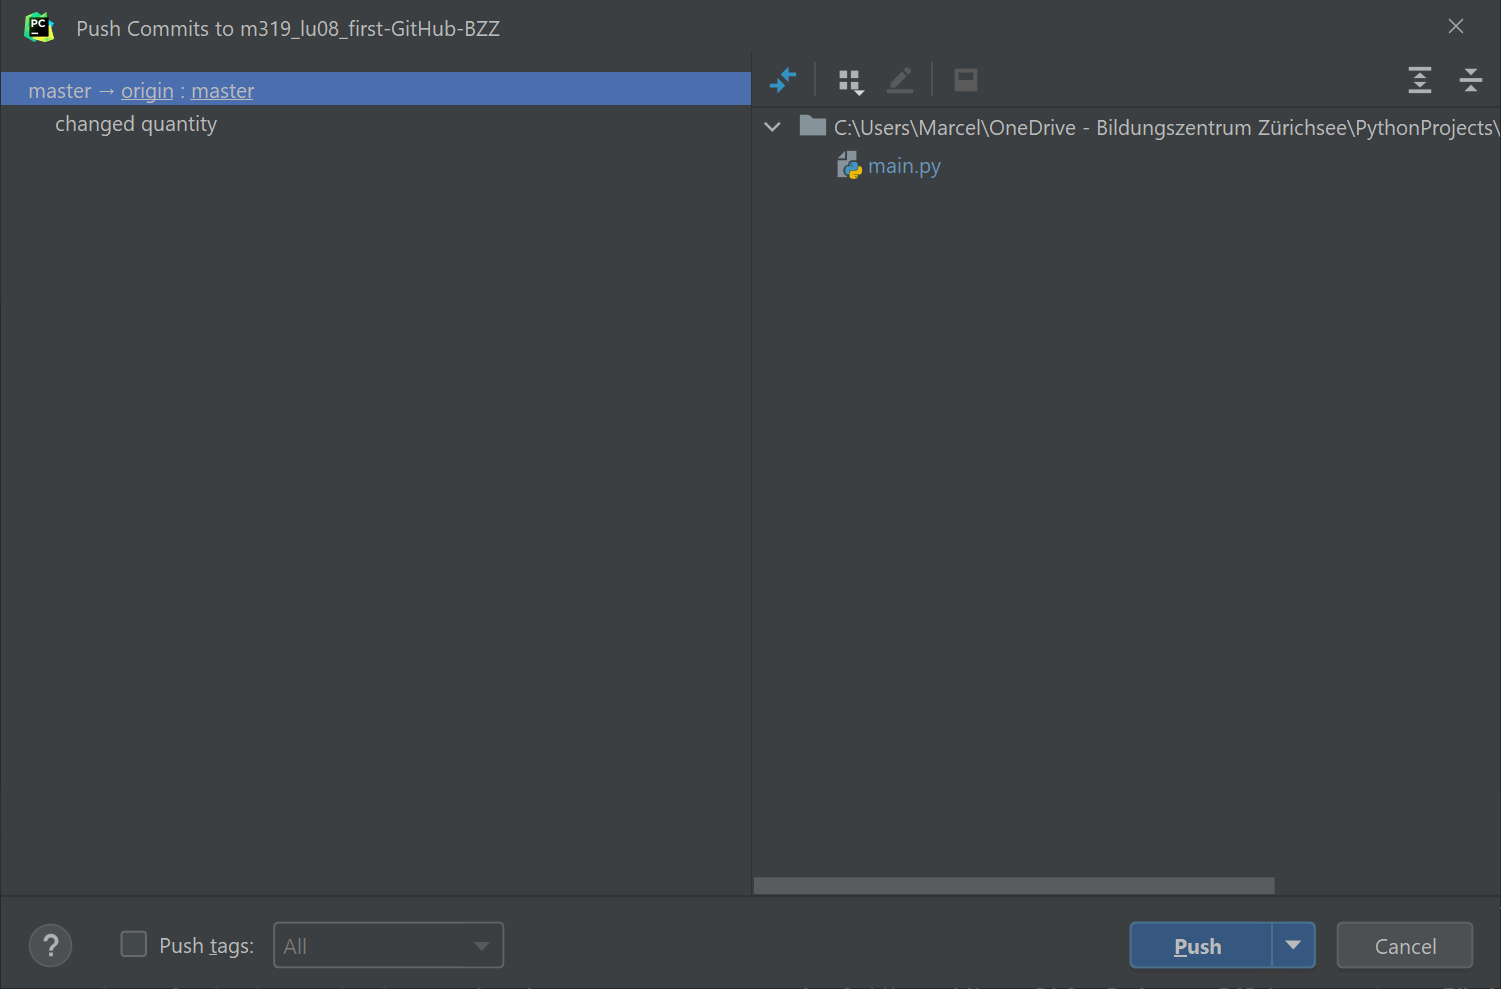 PC
Push Commits to m319_lu08_first-GitHub-BZZ
master → origin : master
changed quantity
C:\Users\Marcel\OneDrive - Bildungszentrum Zürichsee\PythonProjects\
main.py
?
Push tags:
All
Push
Cancel